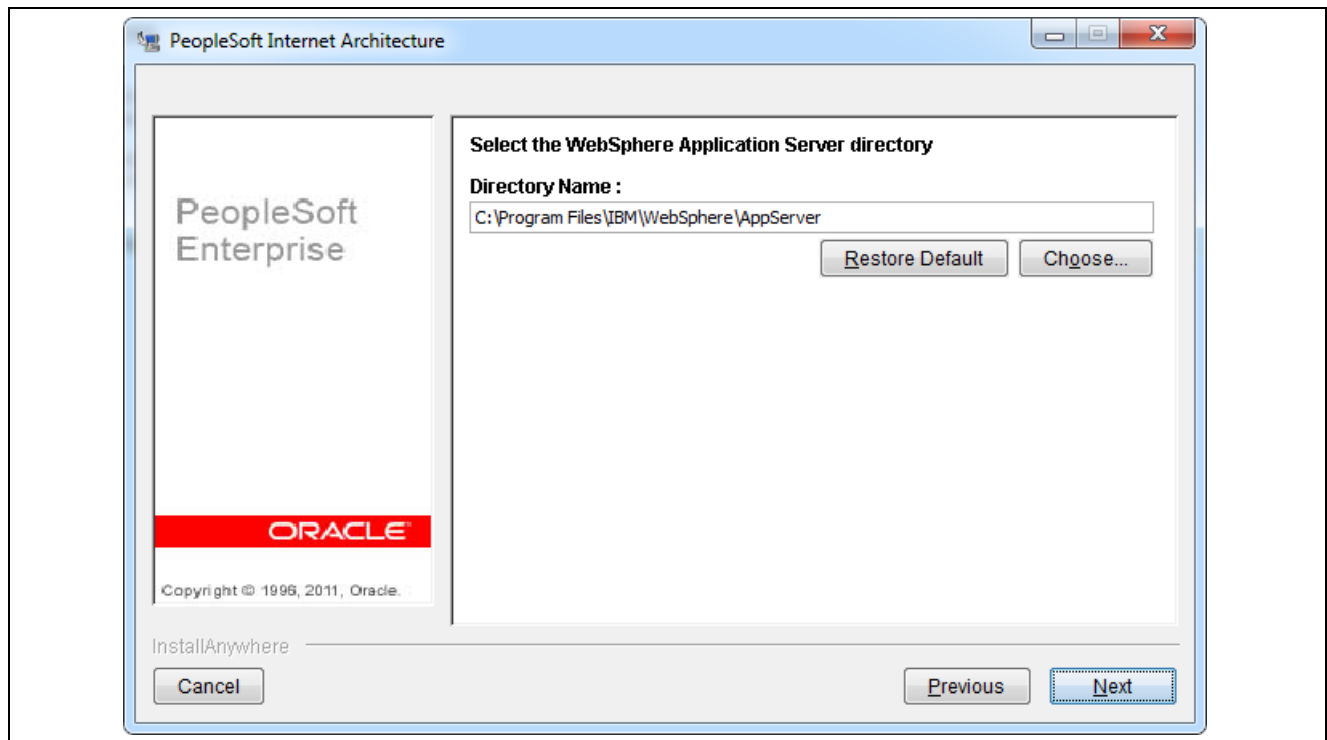 PeopleSoft Internet Architecture
PeopleSoft
Enterprise
ORACLE
Copyright © 1996, 2011, Oracle.
Select the WebSphere Application Server directory
Directory Name :
C:\Program Files\IBM\WebSphere\AppServer
Restore Default
Choose...
InstallAnywhere
Cancel
Previous
Next